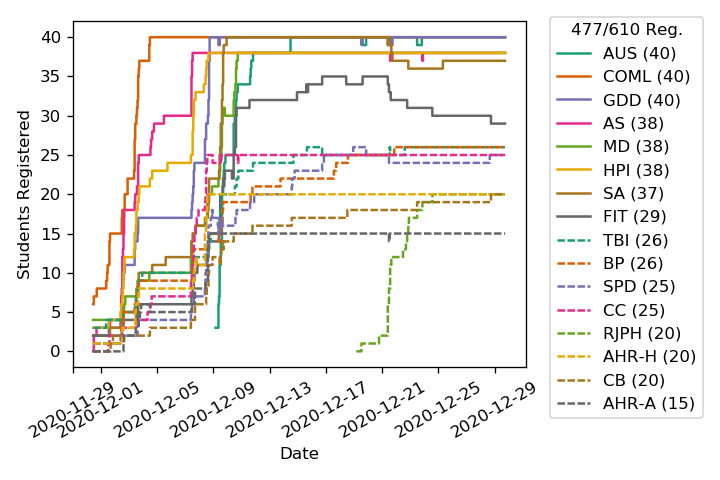 477/610 Reg.
AUS (40)
COML (40)
GDD (40)
AS (38)
MD (38)
HPI (38)
SA (37)
FIT (29)
TBI (26)
BP (26)
SPD (25)
CC (25)
RJPH (20)
AHR-H (20)
CB (20)
AHR-A (15)
Students Registered
40
35
30
25
20
15
10
5
0
2020-11-29
2020-12-01
2020-12-05
2020-12-09
2020-12-13
2020-12-17
2020-12-21
2020-12-25
2020-12-29
Date